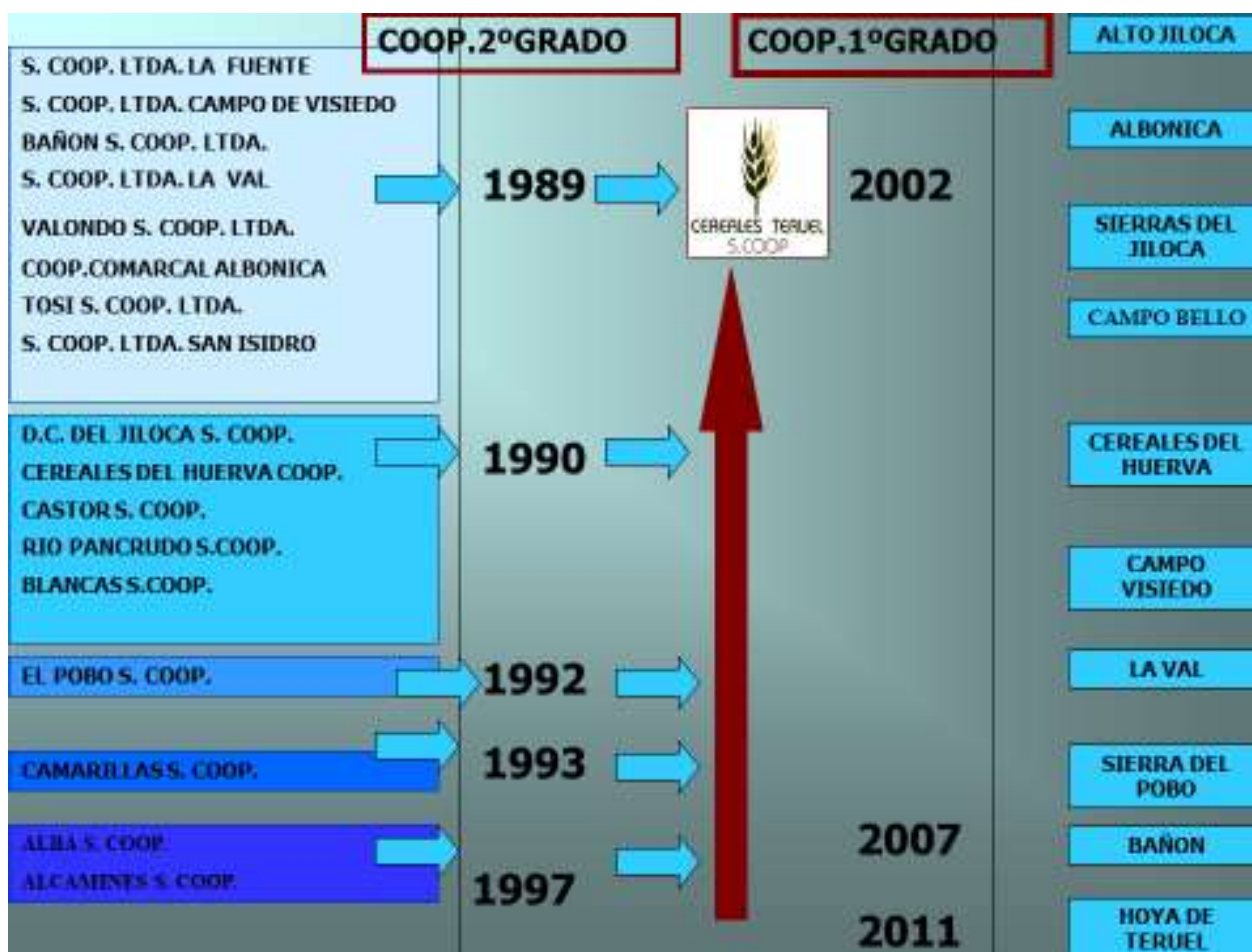 COOP.2ºGRADO
COOP.1ºGRADO
S. COOP. LTDA. LA FUENTE
S. COOP. LTDA. CAMPO DE VISIEDO
BAÑON S. COOP. LTDA.
S. COOP. LTDA. LA VAL
VALONDO S. COOP. LTDA.
COOP.COMARCAL ALBONICA
TOSI S. COOP. LTDA.
S. COOP. LTDA. SAN ISIDRO
1989
CEREALES TERUEL
S.COOP
2002
D.C. DEL JILOCA S. COOP.
CEREALES DEL HUERVA COOP.
CASTOR S. COOP.
RIO PANCRUDO S.COOP.
BLANCAS S.COOP.
1990
EL POBO S. COOP.
1992
CAMARILLAS S. COOP.
1993
ALBA S. COOP.
ALCAMINES S. COOP.
1997
2007
2011
ALTO JILOCA
ALBONICA
SIERRAS DEL
JILOCA
CAMPO BELLO
CEREALES DEL
HUERVA
CAMPO
VISIEDO
LA VAL
SIERRA DEL
POBO
BAÑON
HOYA DE
TERUEL